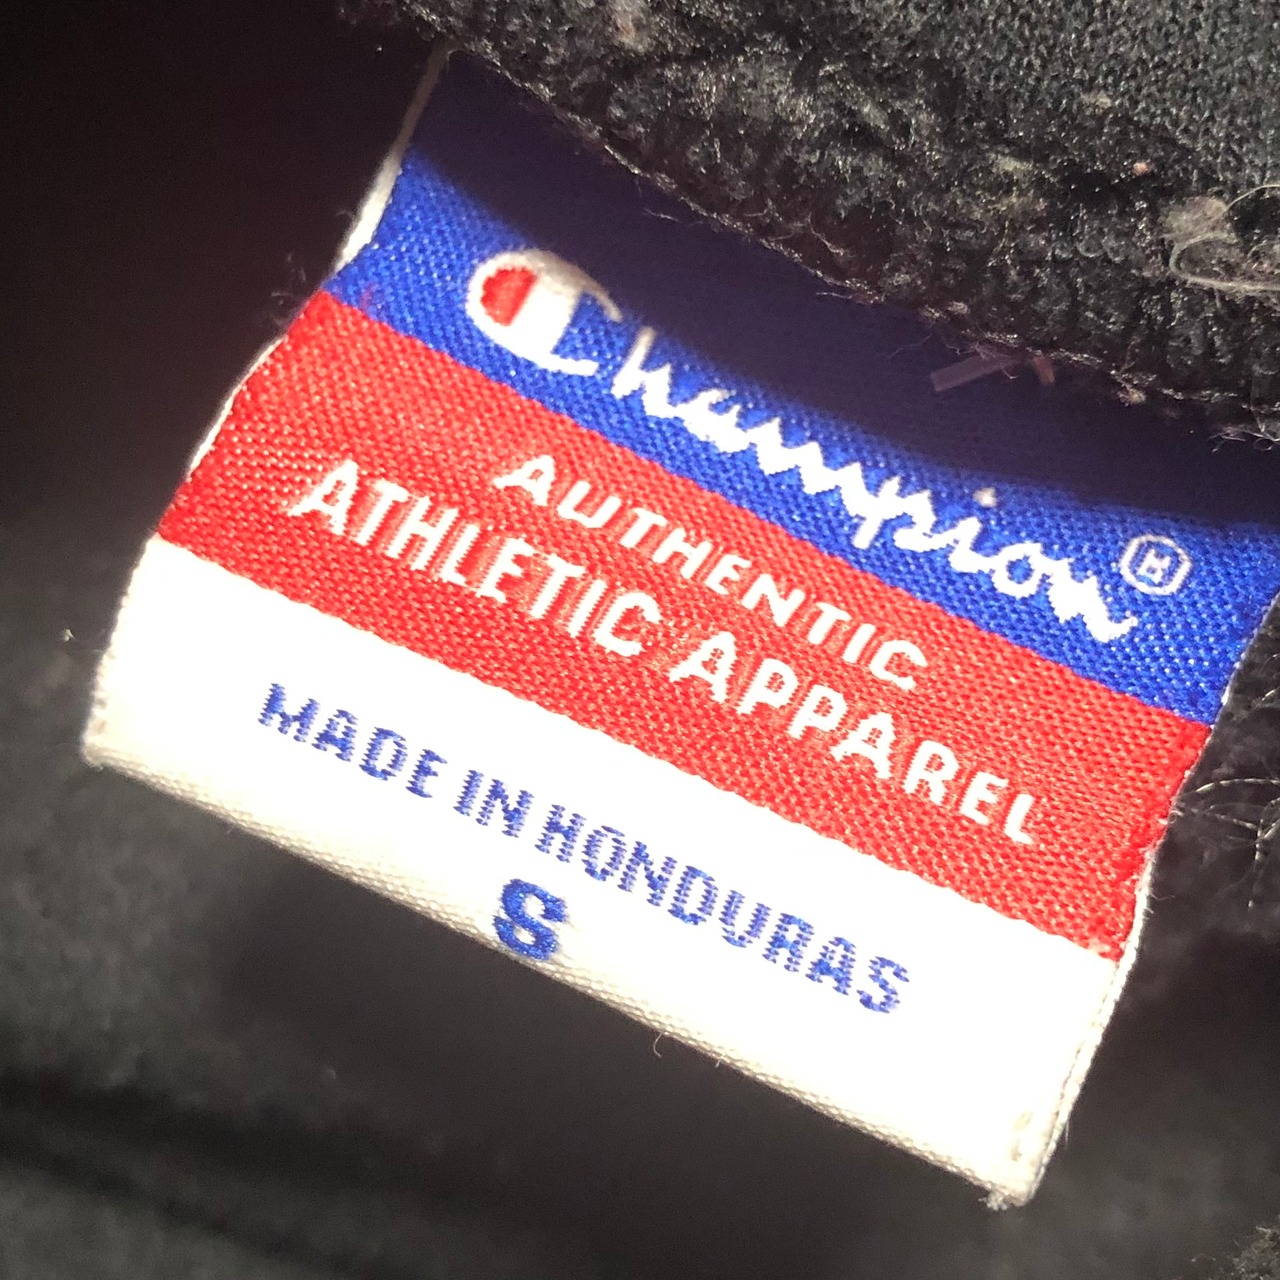 Champion®
AUTHENTIC
ATHLETIC APPAREL
MADE IN HONDURAS
S